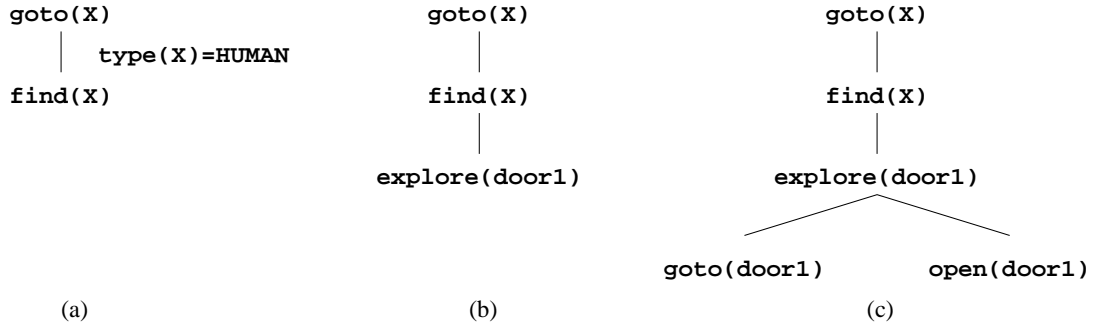 goto(X) goto(X) goto(X)
type(X)=HUMAN
find(X) find(X) find(X)
explore(door1) explore(door1)
goto(door1) open(door1)
(a) (b) (c)